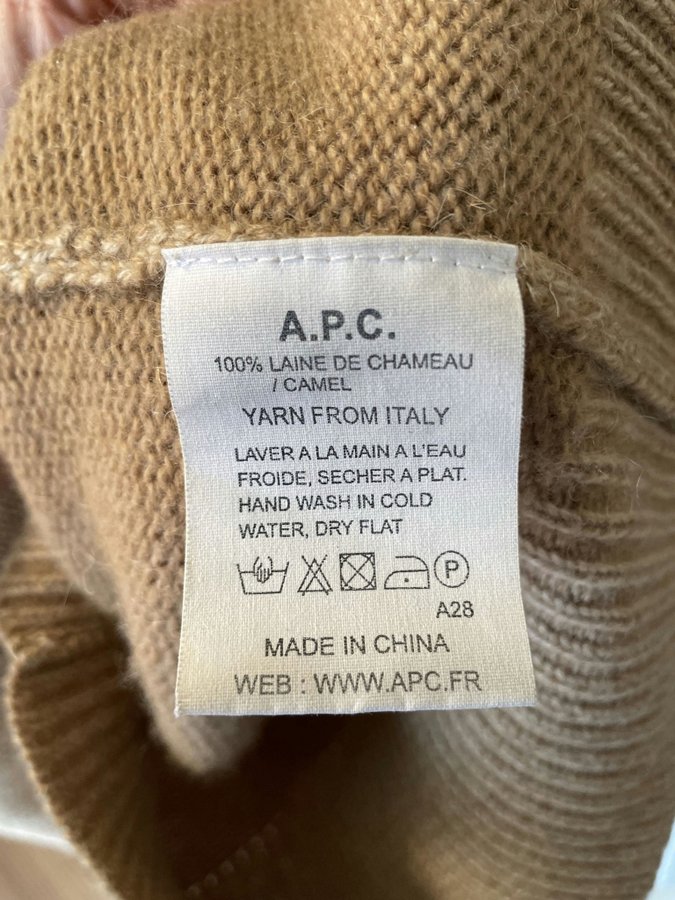 A.P.C.
100% LAINE DE CHAMEAU
/ CAMEL
YARN FROM ITALY
LAVER A LA MAIN A L'EAU
FROIDE, SECHER A PLAT.
HAND WASH IN COLD
WATER, DRY FLAT
P
A28
MADE IN CHINA
WEB : WWW.APC.FR